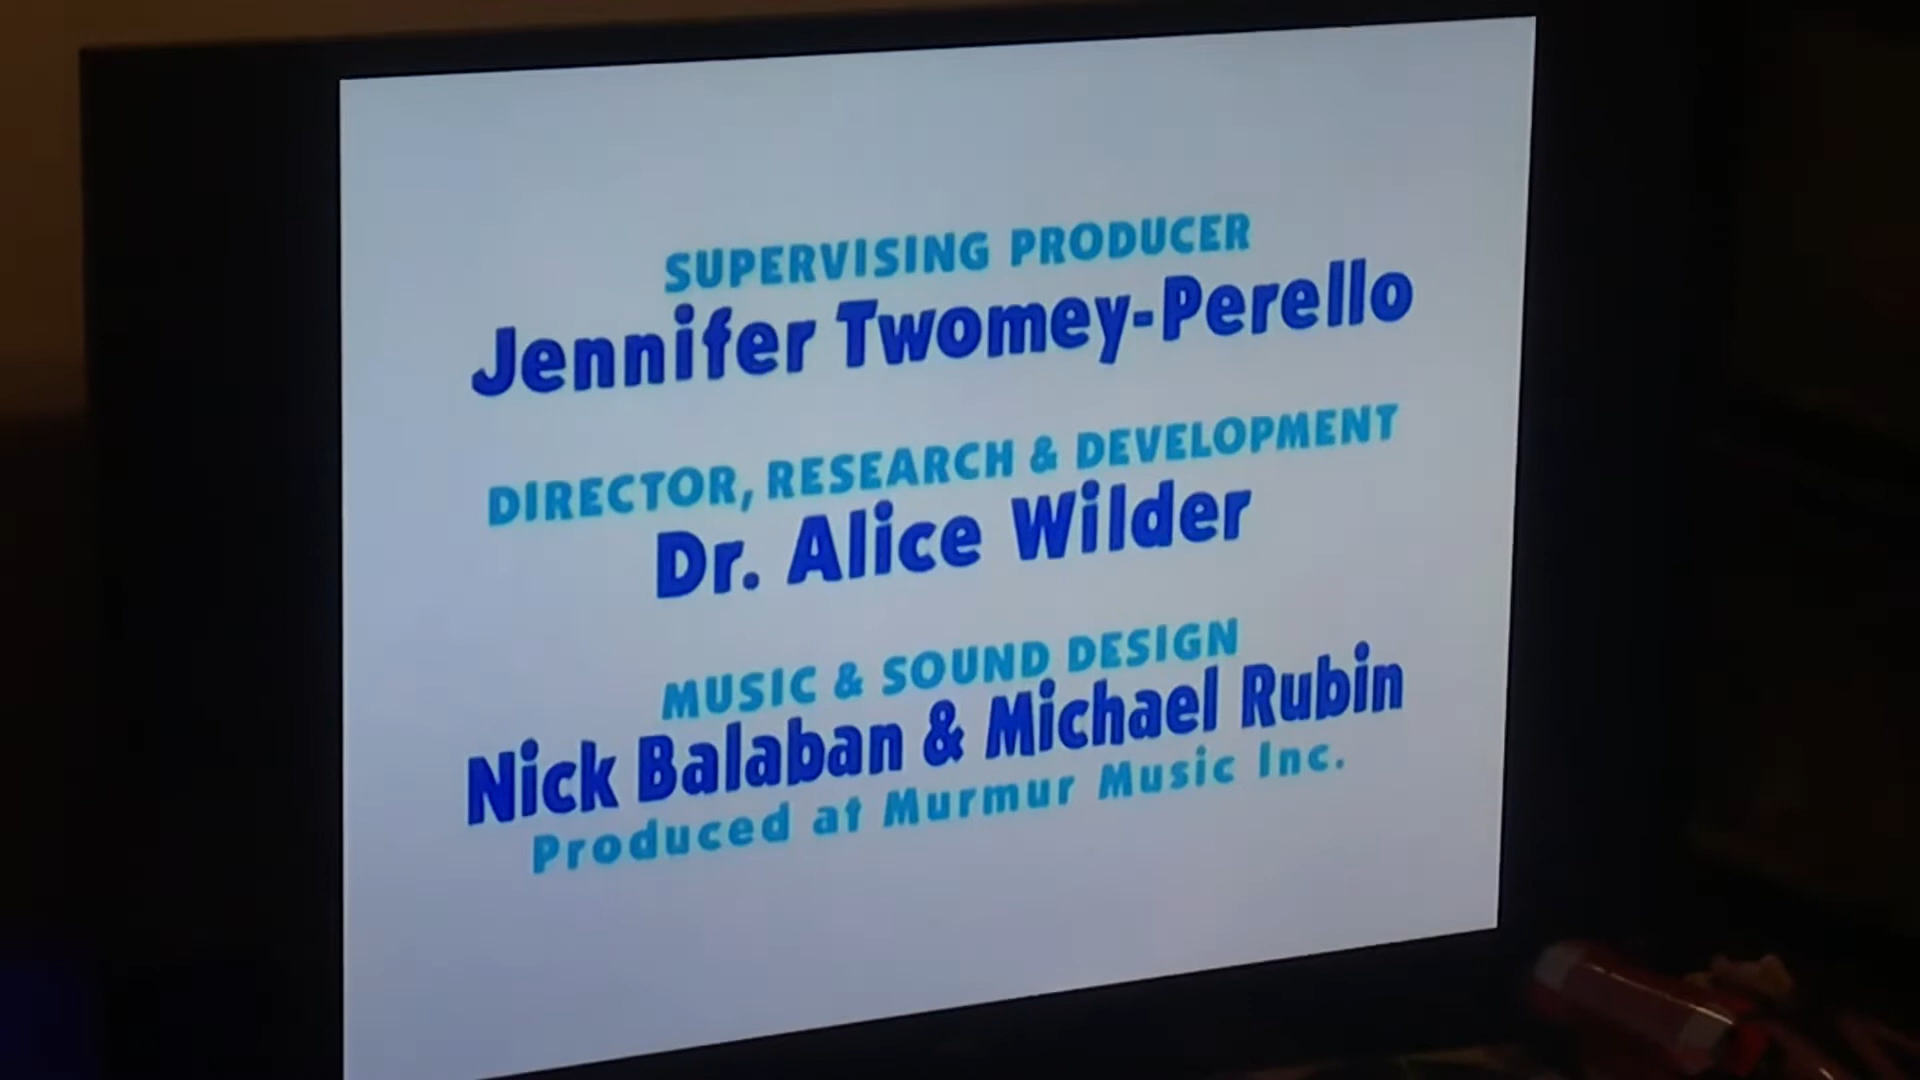 SUPERVISING PRODUCER
Jennifer Twomey-Perello
DIRECTOR, RESEARCH & DEVELOPMENT
Dr. Alice Wilder
MUSIC & SOUND DESIGN
Nick Balaban & Michael Rubin
Produced at Murmur Music Inc.